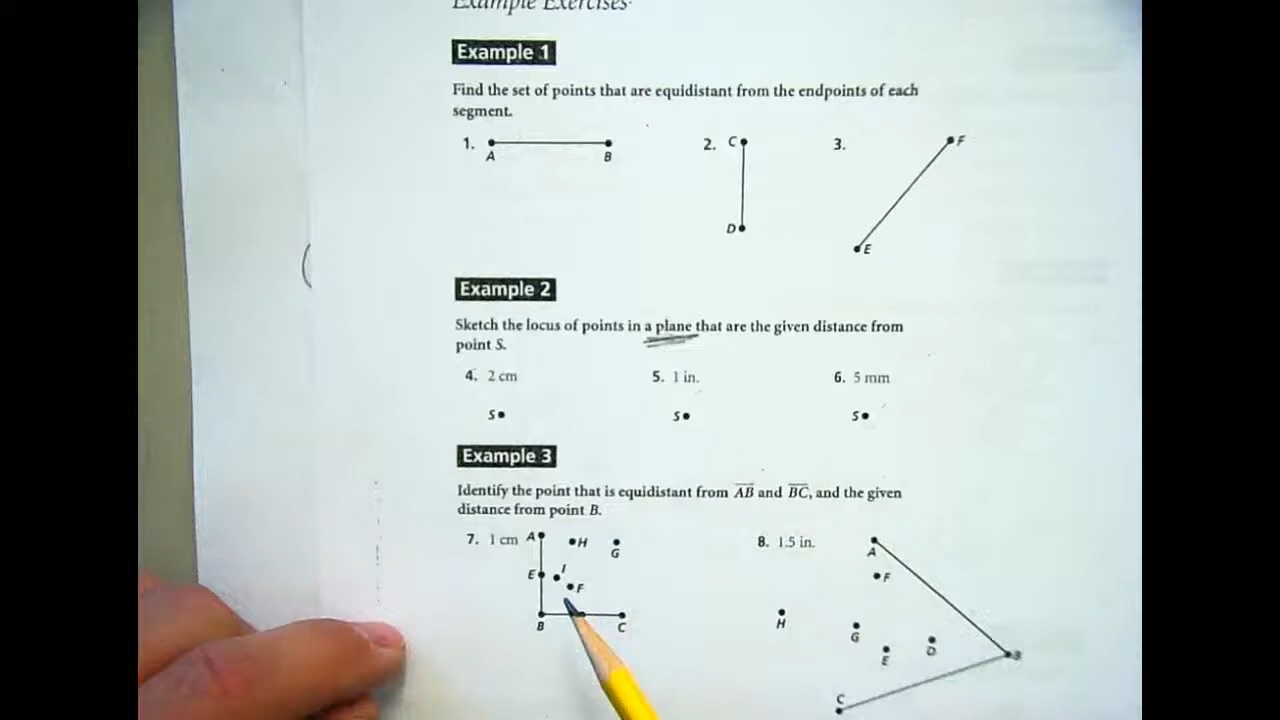 Example Exercises
Example 1
Find the set of points that are equidistant from the endpoints of each
segment.
1. A B
2. C D
3. F E
Example 2
Sketch the locus of points in a plane that are the given distance from
point S.
4. 2 cm
5. 1 in.
6. 5 mm
S
S
S
Example 3
Identify the point that is equidistant from AB and BC, and the given
distance from point B.
7. 1 cm A H G E I F B C
8. 1.5 in. A F H G E D B C